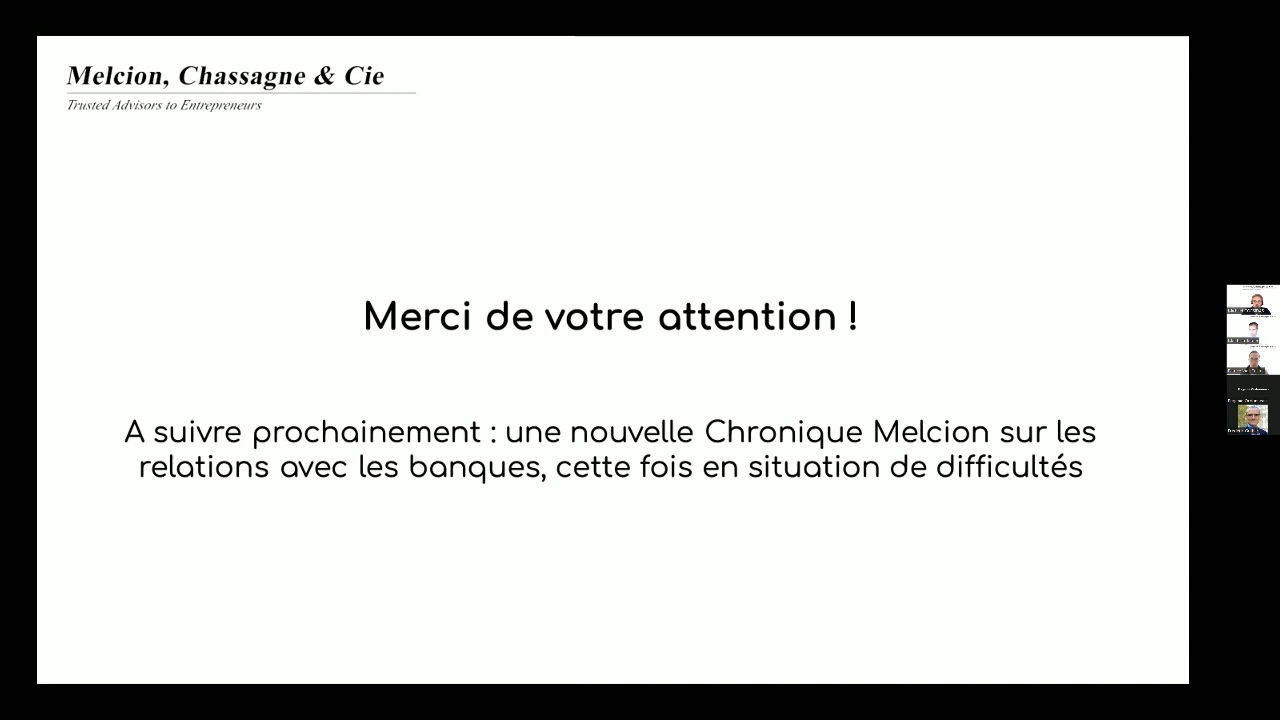 Melcion, Chassagne & Cie
Trusted Advisors to Entrepreneurs
Merci de votre attention !
A suivre prochainement : une nouvelle Chronique Melcion sur les
relations avec les banques, cette fois en situation de difficultés